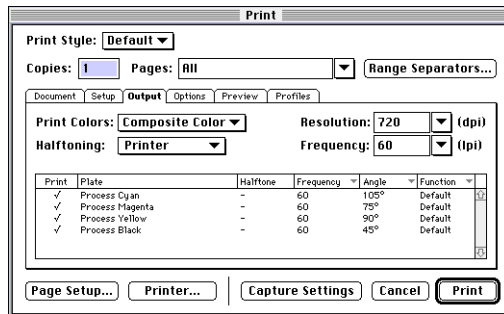 Print
Print Style: Default
Copies: 1 Pages: All Range Separators...
Document Setup Output Options Preview Profiles
Print Colors: Composite Color Resolution: 720 (dpi)
Halftoning: Printer Frequency: 60 (lpi)
Print Plate Halftone Frequency Angle Function
√ Process Cyan - 60 105° Default
√ Process Magenta - 60 75° Default
√ Process Yellow - 60 90° Default
√ Process Black - 60 45° Default
Page Setup... Printer... Capture Settings Cancel Print